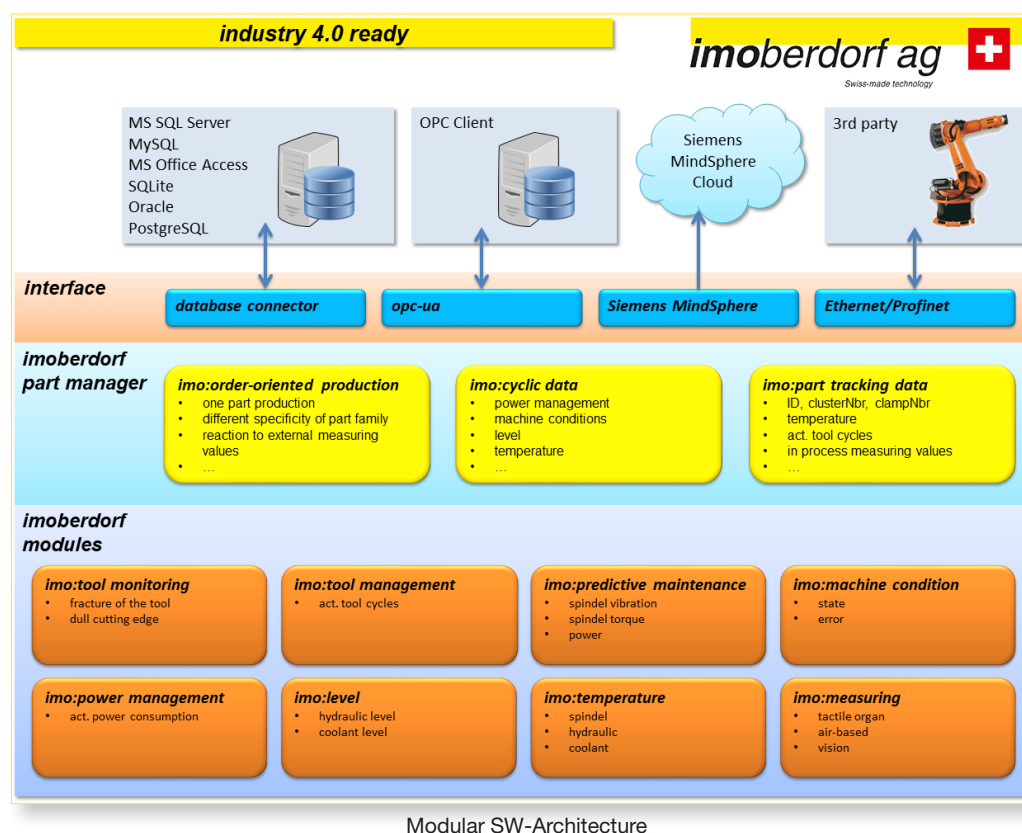 industry 4.0 ready
imoberdorf ag
Swiss-made technology
MS SQL Server
MySQL
MS Office Access
SQLite
Oracle
PostgreSQL
OPC Client
Siemens
MindSphere
Cloud
3rd party
interface
database connector
opc-ua
Siemens MindSphere
Ethernet/Profinet
imoberdorf
part manager
imo:order-oriented production
• one part production
• different specificity of part family
• reaction to external measuring
values
• ...
imo:cyclic data
• power management
• machine conditions
• level
• temperature
• ...
imo:part tracking data
• ID, clusterNbr, clampNbr
• temperature
• act. tool cycles
• in process measuring values
• ...
imoberdorf
modules
imo:tool monitoring
• fracture of the tool
• dull cutting edge
imo:tool management
• act. tool cycles
imo:predictive maintenance
• spindel vibration
• spindel torque
• power
imo:machine condition
• state
• error
imo:power management
• act. power consumption
imo:level
• hydraulic level
• coolant level
imo:temperature
• spindel
• hydraulic
• coolant
imo:measuring
• tactile organ
• air-based
• vision
Modular SW-Architecture